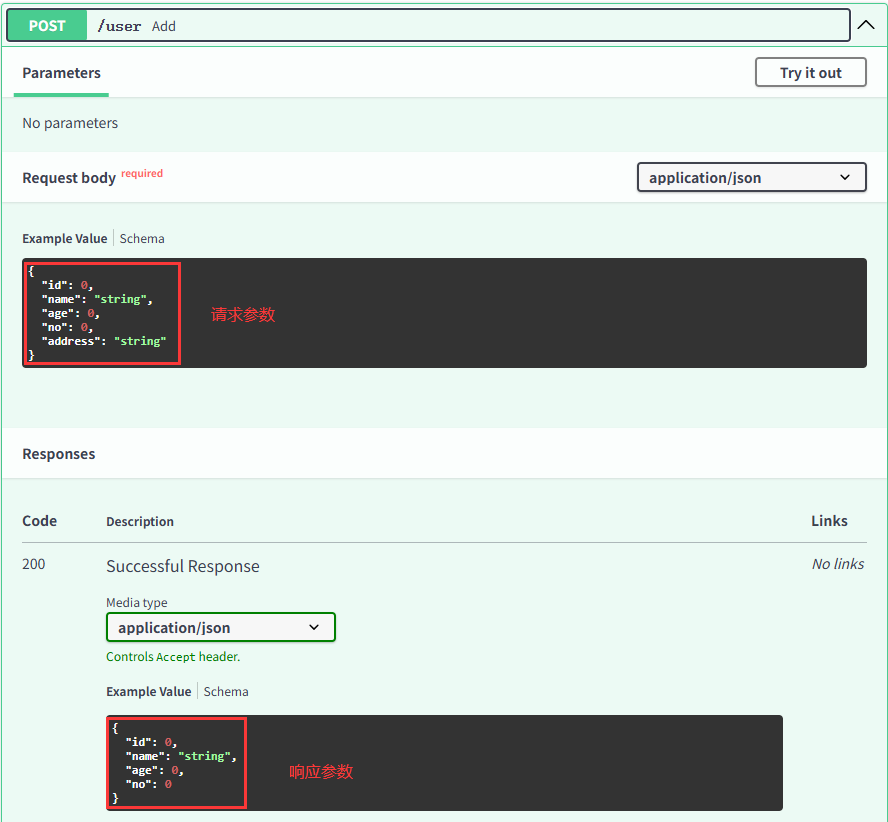 POST /user Add
Parameters
Try it out
No parameters
Request body required
application/json
Example Value Schema
{
"id": 0,
"name": "string",
"age": 0,
"no": 0,
"address": "string"
}
请求参数
Responses
Code Description Links
200 Successful Response No links
Media type
application/json
Controls Accept header.
Example Value Schema
{
"id": 0,
"name": "string",
"age": 0,
"no": 0
}
响应参数